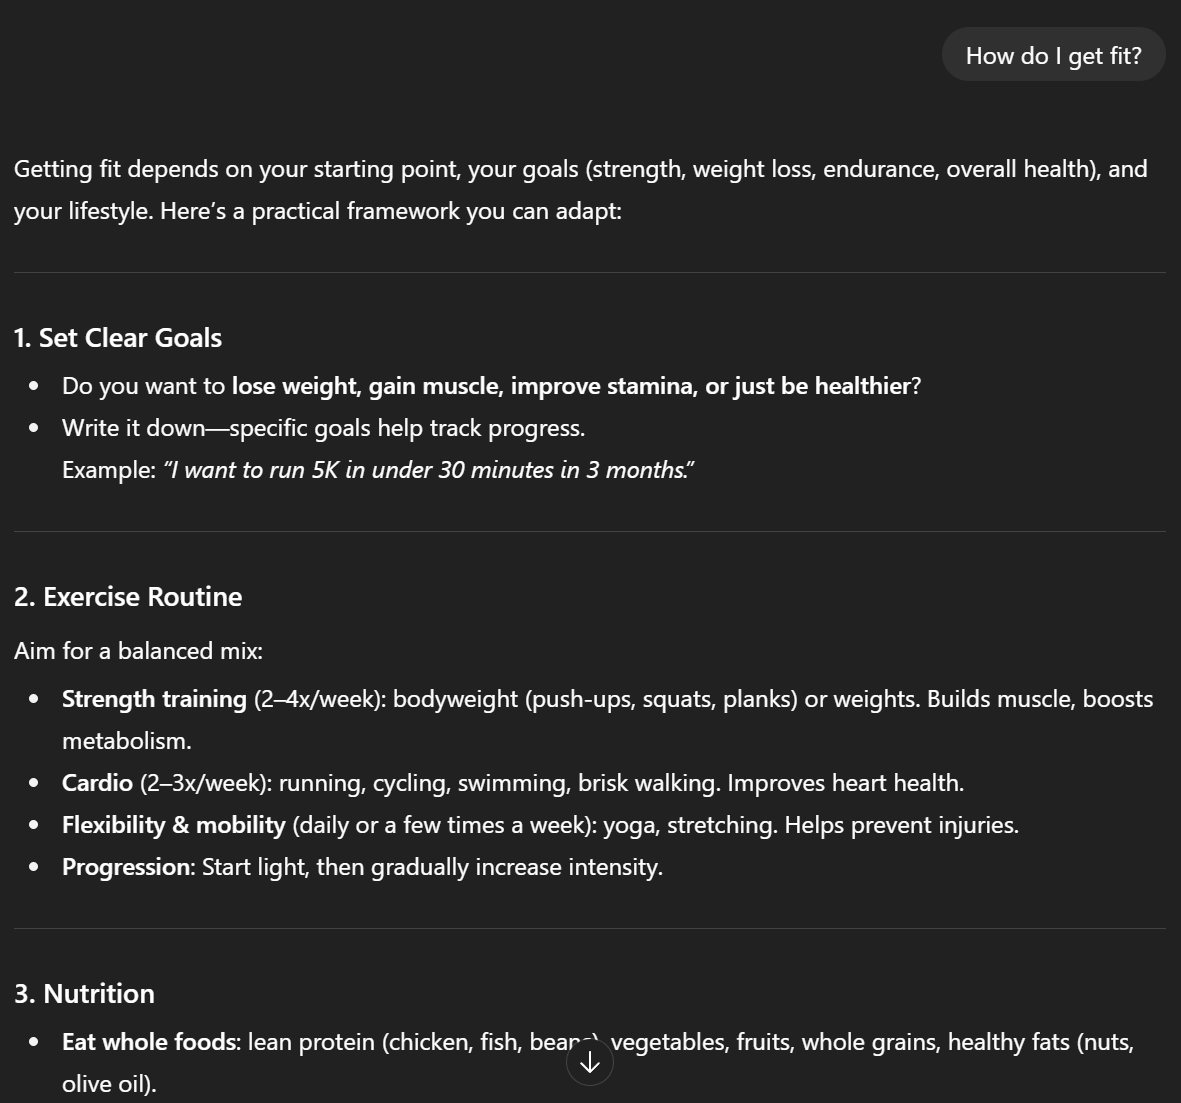 How do I get fit?
Getting fit depends on your starting point, your goals (strength, weight loss, endurance, overall health), and
your lifestyle. Here’s a practical framework you can adapt:
1. Set Clear Goals
• Do you want to lose weight, gain muscle, improve stamina, or just be healthier?
• Write it down—specific goals help track progress.
Example: “I want to run 5K in under 30 minutes in 3 months.”
2. Exercise Routine
Aim for a balanced mix:
• Strength training (2–4x/week): bodyweight (push-ups, squats, planks) or weights. Builds muscle, boosts
metabolism.
• Cardio (2–3x/week): running, cycling, swimming, brisk walking. Improves heart health.
• Flexibility & mobility (daily or a few times a week): yoga, stretching. Helps prevent injuries.
• Progression: Start light, then gradually increase intensity.
3. Nutrition
• Eat whole foods: lean protein (chicken, fish, beans), vegetables, fruits, whole grains, healthy fats (nuts,
olive oil).